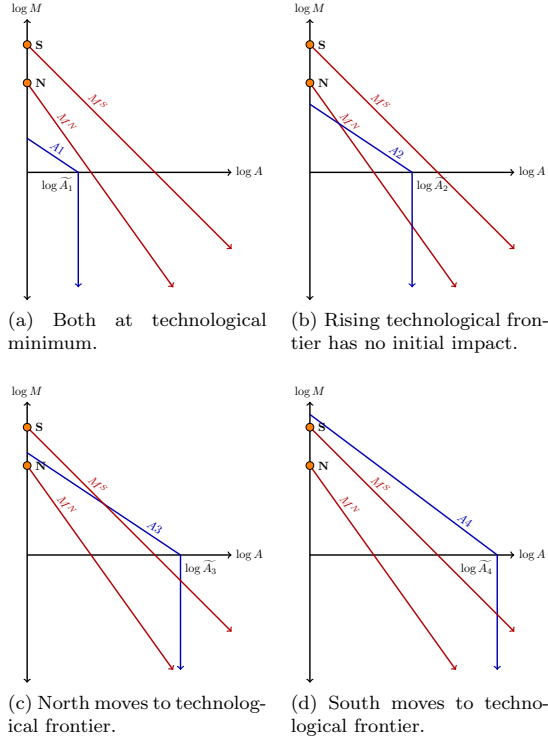 log M
S
N
M^S
M^N
A1
log A
log Ã₁
(a) Both at technological
minimum.
log M
S
N
M^S
M^N
A2
log A
log Ã₂
(b) Rising technological fron-
tier has no initial impact.
log M
S
N
M^S
M^N
A3
log A
log Ã₃
(c) North moves to technolog-
ical frontier.
log M
S
N
M^S
M^N
A4
log A
log Ã₄
(d) South moves to techno-
logical frontier.